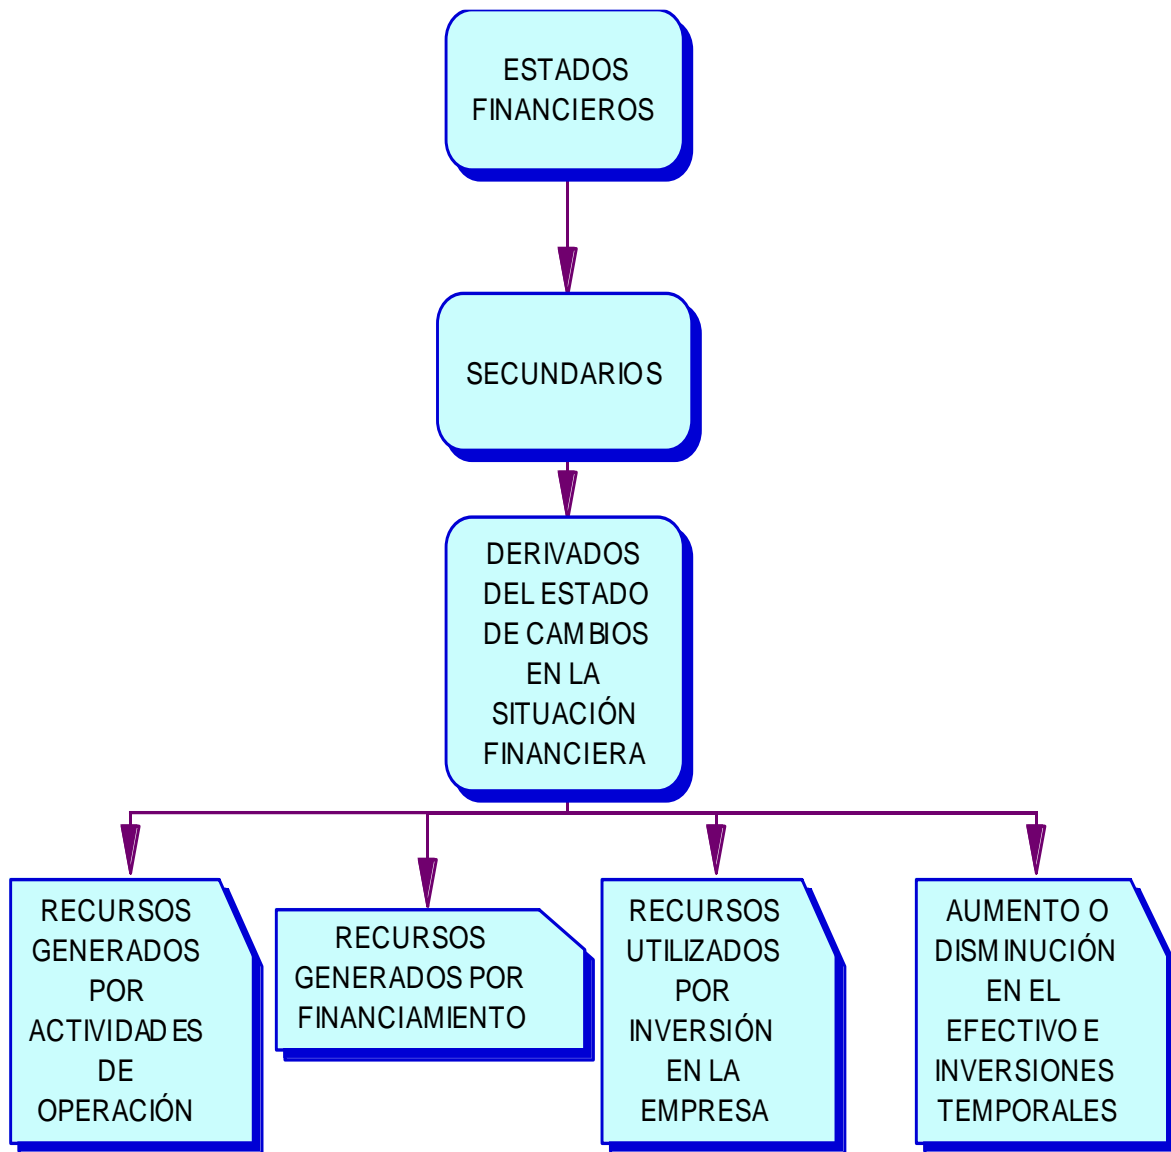 ESTADOS
FINANCIEROS
SECUNDARIOS
DERIVADOS
DEL ESTADO
DE CAMBIOS
EN LA
SITUACIÓN
FINANCIERA
RECURSOS
GENERADOS
POR
ACTIVIDADES
DE
OPERACIÓN
RECURSOS
GENERADOS POR
FINANCIAMIENTO
RECURSOS
UTILIZADOS
POR
INVERSIÓN
EN LA
EMPRESA
AUMENTO O
DISMINUCIÓN
EN EL
EFECTIVO E
INVERSIONES
TEMPORALES